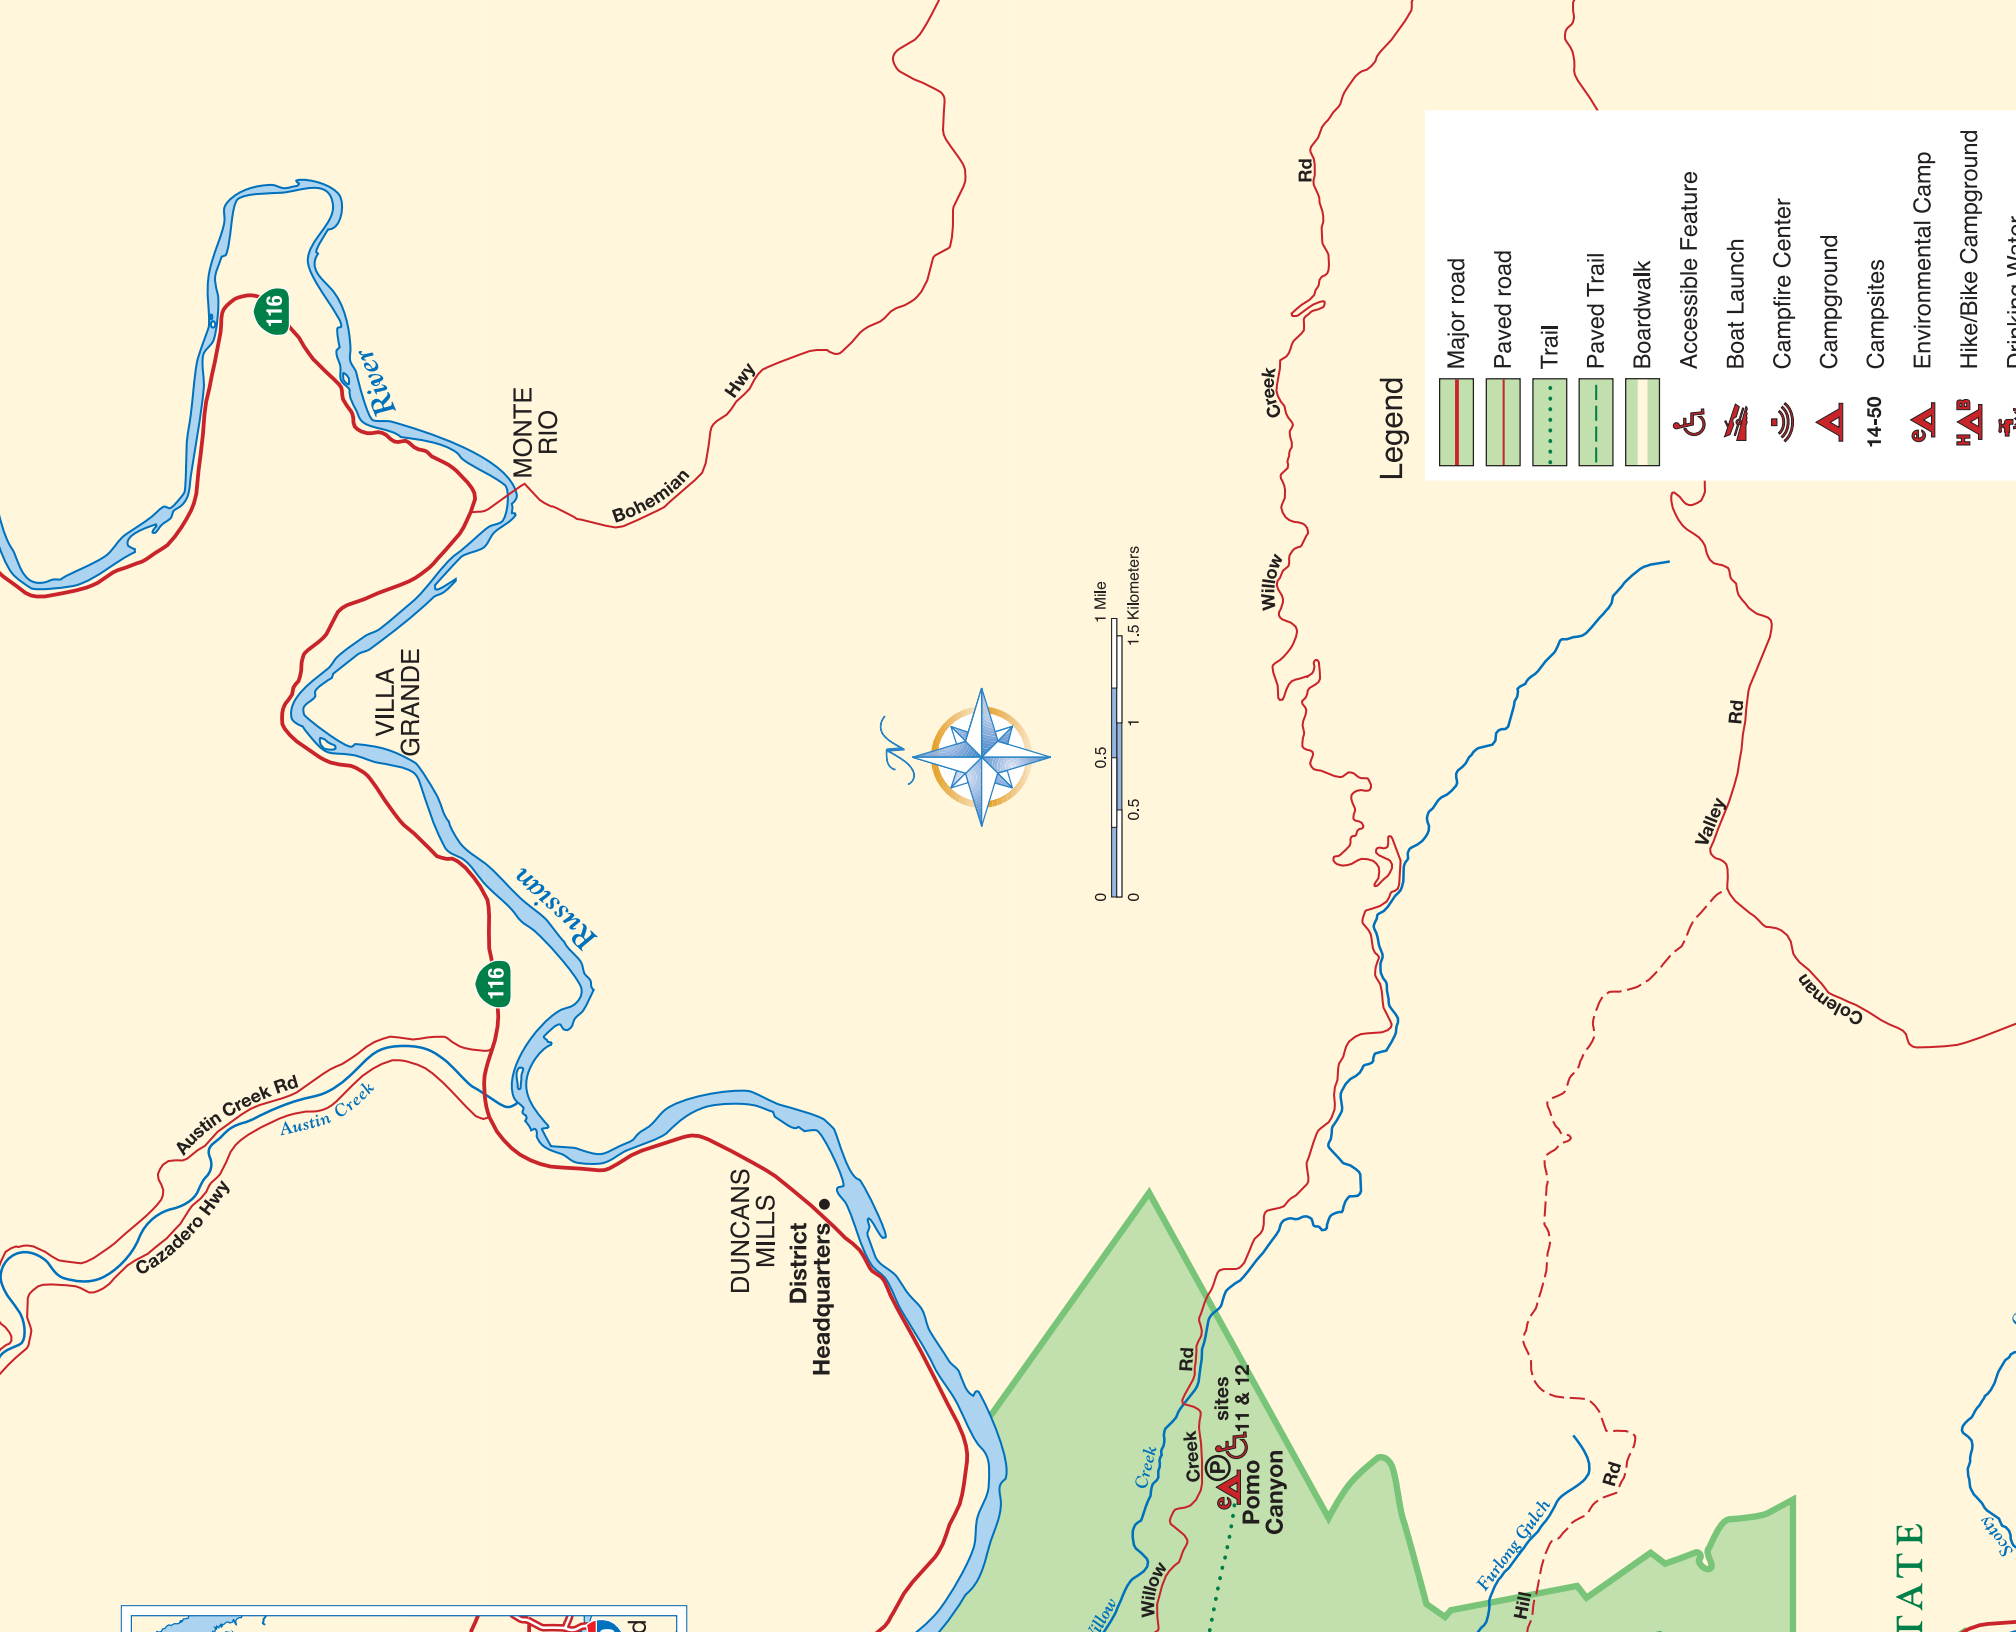 116
River
MONTE
RIO
Bohemian
Hwy
VILLA
GRANDE
Russian
116
Austin Creek Rd
Austin Creek
Cazadero Hwy
DUNCANS
MILLS
District
Headquarters
N
0 0.5 1 Mile
0 0.5 1 1.5 Kilometers
Willow
Creek
Rd
Legend
Major road
Paved road
Trail
Paved Trail
Boardwalk
Accessible Feature
Boat Launch
Campfire Center
Campground
14-50 Campsites
e Environmental Camp
H B Hike/Bike Campground
Drinking Water
Coleman
Valley
Rd
Willow
Creek
Rd
Creek
sites
11 & 12
P
e
Pomo
Canyon
Furlong Gulch
Hill
Rd
Scotty
TATE